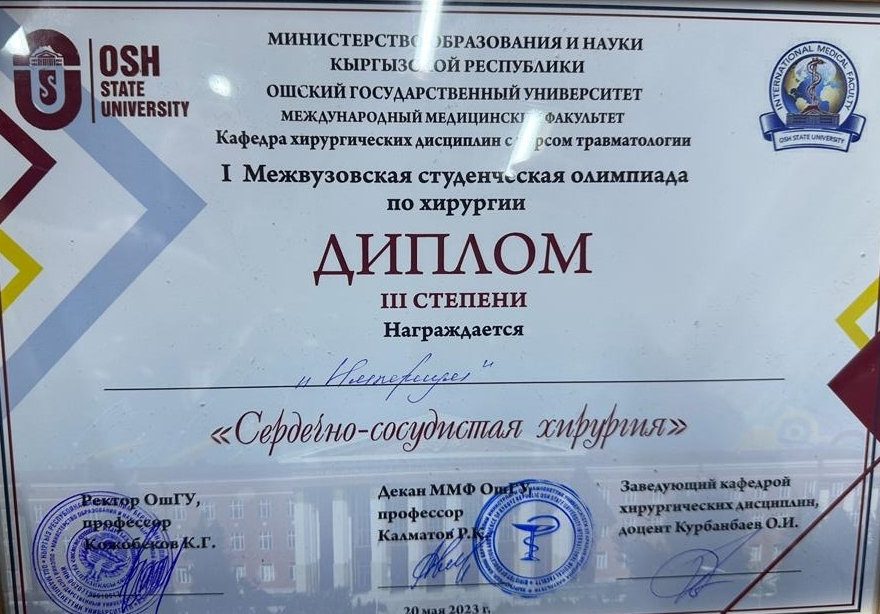 OSH
STATE
UNIVERSITY
МИНИСТЕРСТВО ОБРАЗОВАНИЯ И НАУКИ
КЫРГЫЗСКОЙ РЕСПУБЛИКИ
ОШСКИЙ ГОСУДАРСТВЕННЫЙ УНИВЕРСИТЕТ
МЕЖДУНАРОДНЫЙ МЕДИЦИНСКИЙ ФАКУЛЬТЕТ
Кафедра хирургических дисциплин с курсом травматологии
INTERNATIONAL MEDICAL FACULTY
OSH STATE UNIVERSITY
I Межвузовская студенческая олимпиада
по хирургии
ДИПЛОМ
III СТЕПЕНИ
Награждается
«Сердечно-сосудистая хирургия»
Ректор ОшГУ,
профессор
Кожобеков К.Г.
Декан ММФ ОшГУ,
профессор
Калматов Р.К.
Заведующий кафедрой
хирургических дисциплин,
доцент Курбанбаев О.И.
20 мая 2023 г.